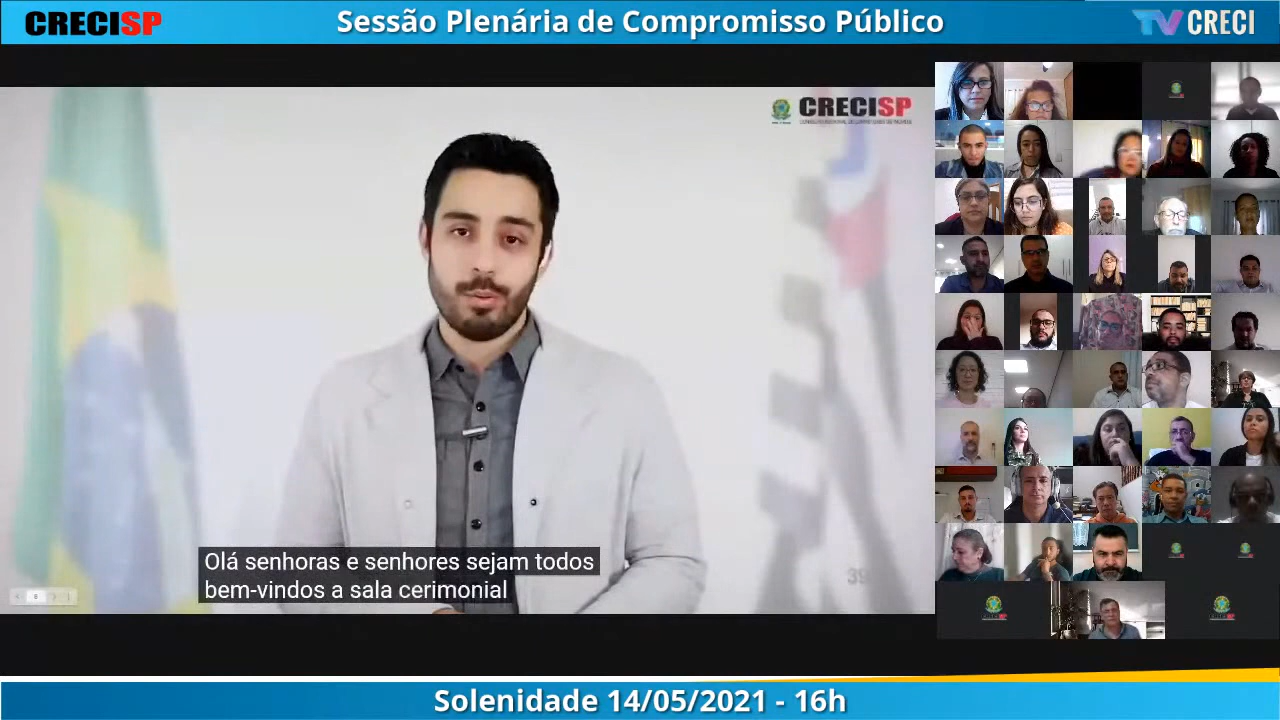 CRECISP
Sessão Plenária de Compromisso Público
TV CRECI
CRECISP
Olá senhoras e senhores sejam todos
bem-vindos a sala cerimonial
39
Solenidade 14/05/2021 - 16h